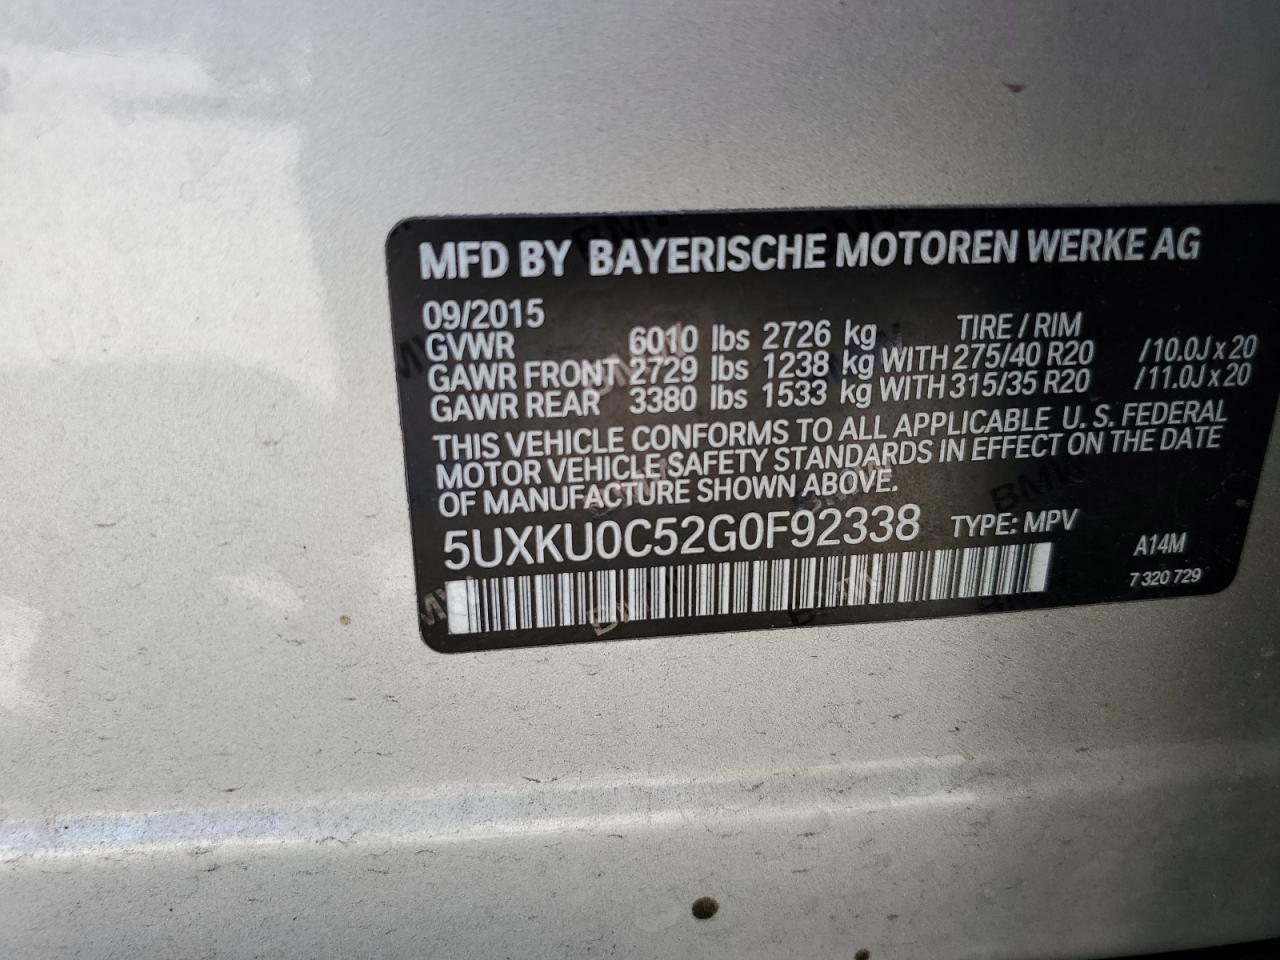 MFD BY BAYERISCHE MOTOREN WERKE AG
09/2015
GVWR 6010 lbs 2726 kg TIRE / RIM
GAWR FRONT 2729 lbs 1238 kg WITH 275/40 R20 /10.0J x 20
GAWR REAR 3380 lbs 1533 kg WITH 315/35 R20 /11.0J x 20
THIS VEHICLE CONFORMS TO ALL APPLICABLE U. S. FEDERAL
MOTOR VEHICLE SAFETY STANDARDS IN EFFECT ON THE DATE
OF MANUFACTURE SHOWN ABOVE.
5UXKU0C52G0F92338 TYPE: MPV
A14M
7 320 729